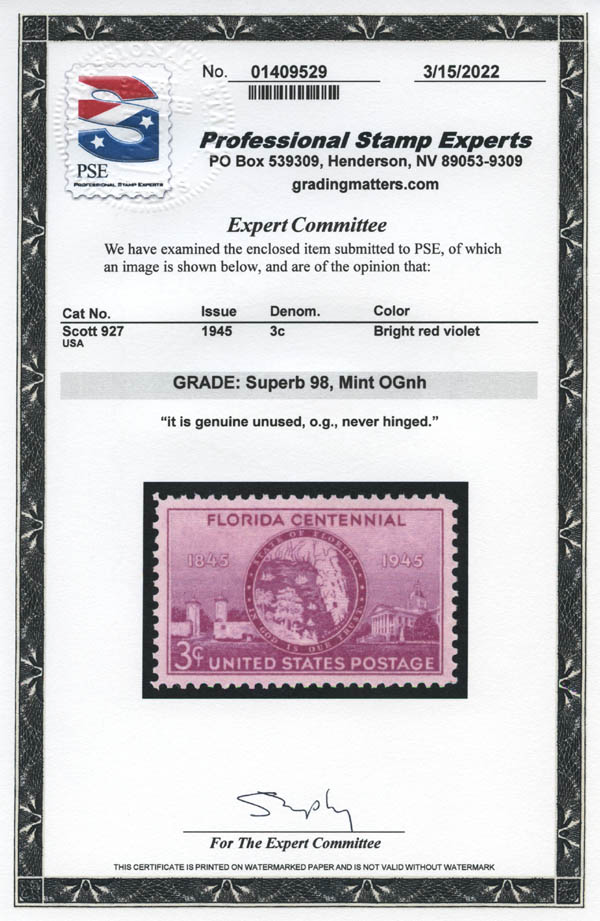 No. 01409529 3/15/2022
PSE
PROFESSIONAL STAMP EXPERTS
Professional Stamp Experts
PO Box 539309, Henderson, NV 89053-9309
gradingmatters.com
Expert Committee
We have examined the enclosed item submitted to PSE, of which
an image is shown below, and are of the opinion that:
Cat No. Issue Denom. Color
Scott 927 1945 3c Bright red violet
USA
GRADE: Superb 98, Mint OGnh
“it is genuine unused, o.g., never hinged.”
FLORIDA CENTENNIAL
1845 1945
STATE OF FLORIDA
IN GOD IS OUR TRUST
3¢ UNITED STATES POSTAGE
For The Expert Committee
THIS CERTIFICATE IS PRINTED ON WATERMARKED PAPER AND IS NOT VALID WITHOUT WATERMARK